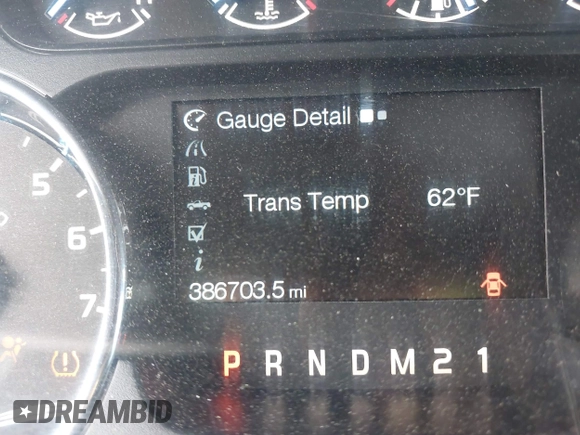 Gauge Detail
5
Trans Temp 62°F
6
386703.5 mi
7
P R N D M 2 1
DREAMBID